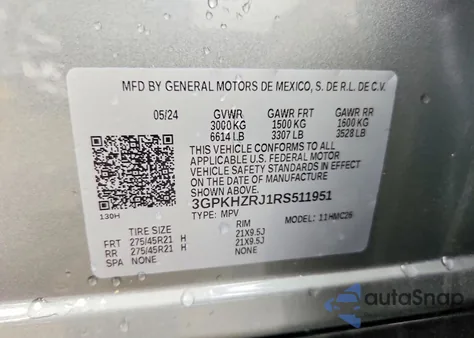 MFD BY GENERAL MOTORS DE MEXICO, S. DE R.L. DE C.V.
05/24 GVWR GAWR FRT GAWR RR
3000 KG 1500 KG 1600 KG
6614 LB 3307 LB 3528 LB
THIS VEHICLE CONFORMS TO ALL
APPLICABLE U.S. FEDERAL MOTOR
VEHICLE SAFETY STANDARDS IN EFFECT
ON THE DATE OF MANUFACTURE
SHOWN ABOVE.
3GPKHZRJ1RS511951
130H TYPE: MPV MODEL: 11HMC26
TIRE SIZE RIM
FRT 275/45R21 H 21X9.5J
RR 275/45R21 H 21X9.5J
SPA NONE NONE
autoSnap